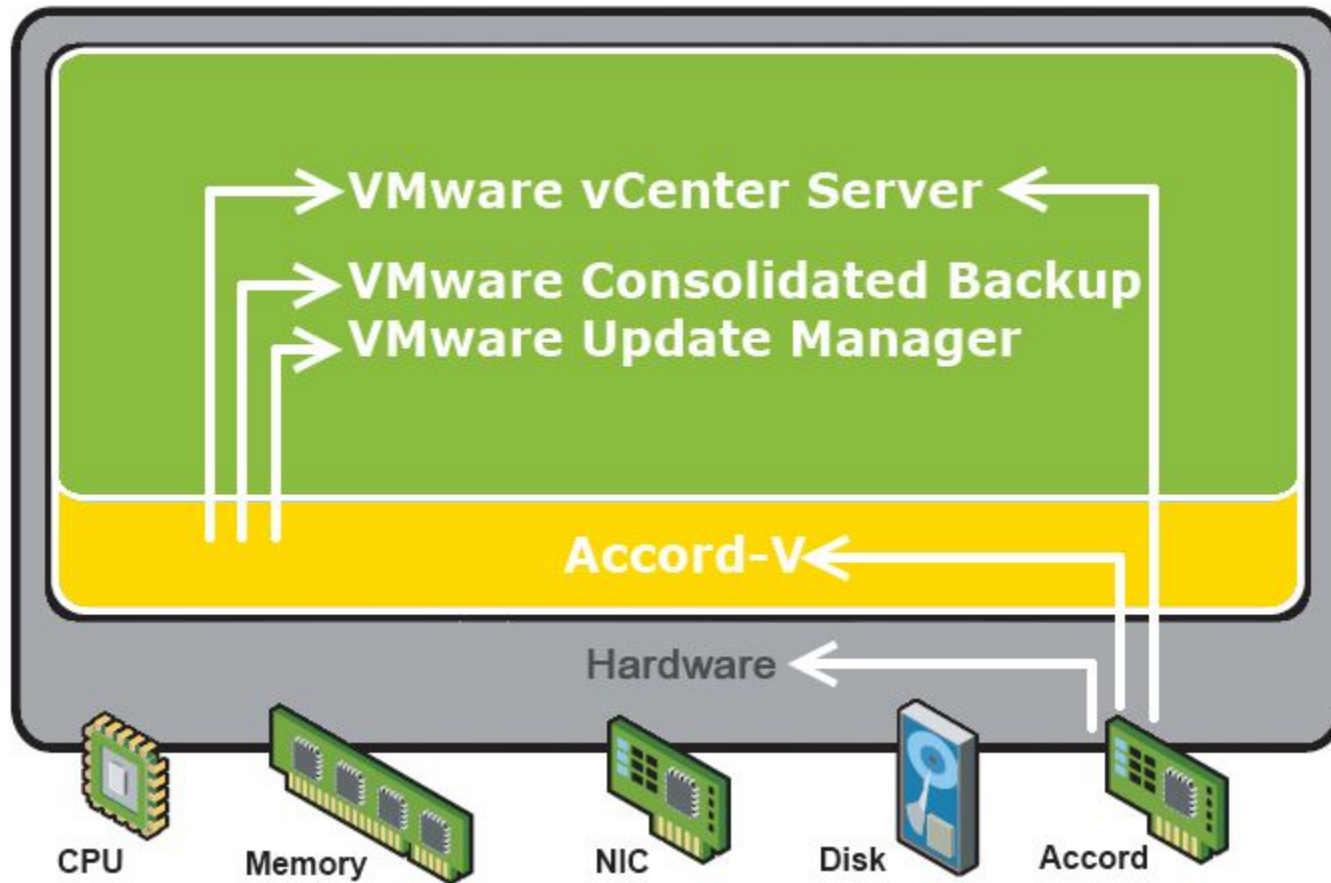 VMware vCenter Server
VMware Consolidated Backup
VMware Update Manager
Accord-V
Hardware
CPU
Memory
NIC
Disk
Accord